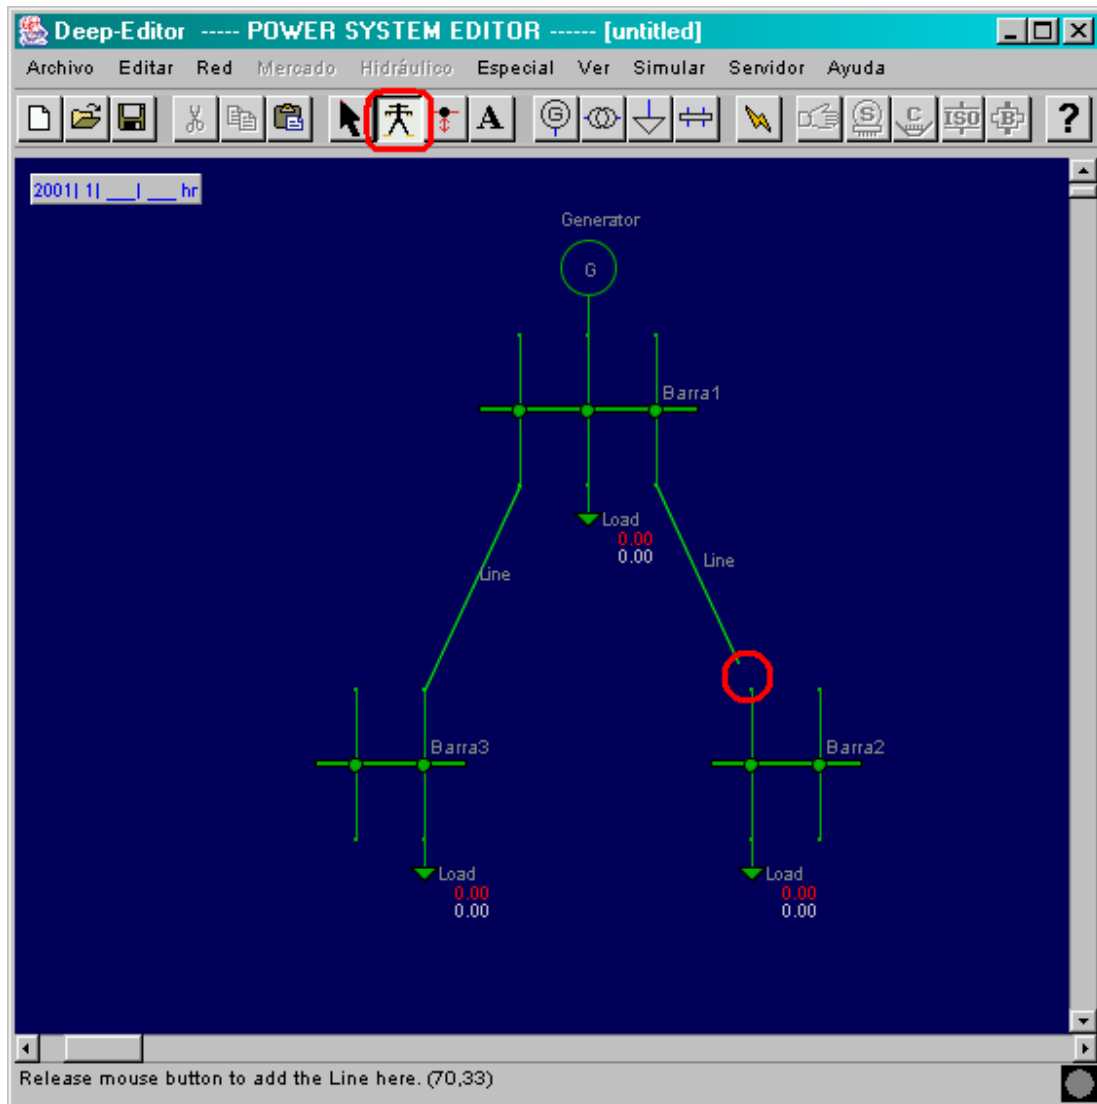 Deep-Editor ----- POWER SYSTEM EDITOR ------ [untitled]
Archivo Editar Red Mercado Hidráulico Especial Ver Simular Servidor Ayuda
A G S C ISO B ?
2001| 1| ___| ___ hr
Generator
G
Barra1
Load
0.00
0.00
Line
Line
Barra3
Barra2
Load
0.00
0.00
Load
0.00
0.00
Release mouse button to add the Line here. (70,33)